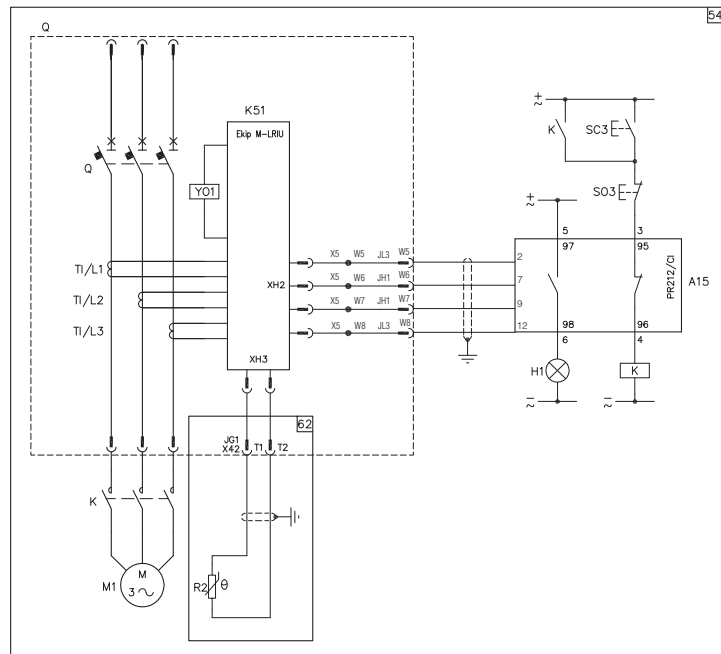 54
Q
K51
Ekip M-LRIU
Y01
Q
TI/L1
TI/L2
TI/L3
XH2
XH3
X5 W5 JL3 W5
X5 W6 JH1 W6
X5 W7 JH1 W7
X5 W8 JL3 W8
+
~
K
SC3
SO3
+
~
5
3
2
97
95
7
9
12
98
96
6
4
PR212/CI
A15
H1
K
–
~
–
~
62
JG1
X42
T1
T2
K
M1
M
3 ~
R2
θ